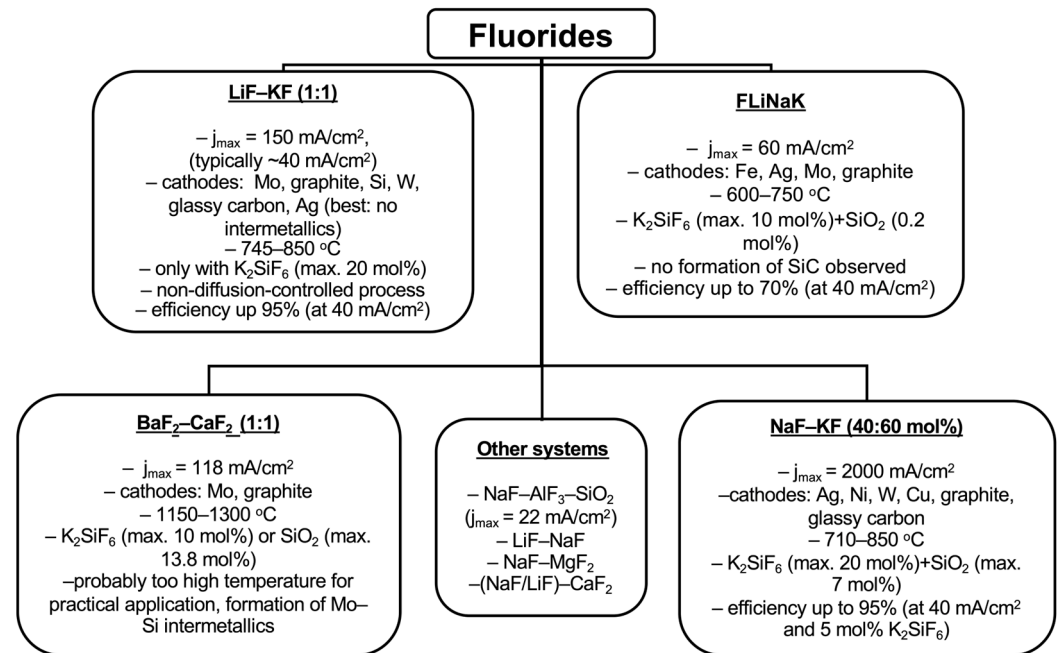 Fluorides
LiF–KF (1:1)
– jmax = 150 mA/cm²,
(typically ~40 mA/cm²)
– cathodes: Mo, graphite, Si, W,
glassy carbon, Ag (best: no
intermetallics)
– 745–850 ºC
– only with K₂SiF₆ (max. 20 mol%)
– non-diffusion-controlled process
– efficiency up 95% (at 40 mA/cm²)
FLiNaK
– jmax = 60 mA/cm²
– cathodes: Fe, Ag, Mo, graphite
– 600–750 ºC
– K₂SiF₆ (max. 10 mol%)+SiO₂ (0.2
mol%)
– no formation of SiC observed
– efficiency up to 70% (at 40 mA/cm²)
BaF₂–CaF₂ (1:1)
– jmax = 118 mA/cm²
– cathodes: Mo, graphite
– 1150–1300 ºC
– K₂SiF₆ (max. 10 mol%) or SiO₂ (max.
13.8 mol%)
–probably too high temperature for
practical application, formation of Mo–
Si intermetallics
Other systems
– NaF–AlF₃–SiO₂
(jmax = 22 mA/cm²)
– LiF–NaF
– NaF–MgF₂
–(NaF/LiF)–CaF₂
NaF–KF (40:60 mol%)
– jmax = 2000 mA/cm²
–cathodes: Ag, Ni, W, Cu, graphite,
glassy carbon
– 710–850 ºC
– K₂SiF₆ (max. 20 mol%)+SiO₂ (max.
7 mol%)
– efficiency up to 95% (at 40 mA/cm²
and 5 mol% K₂SiF₆)